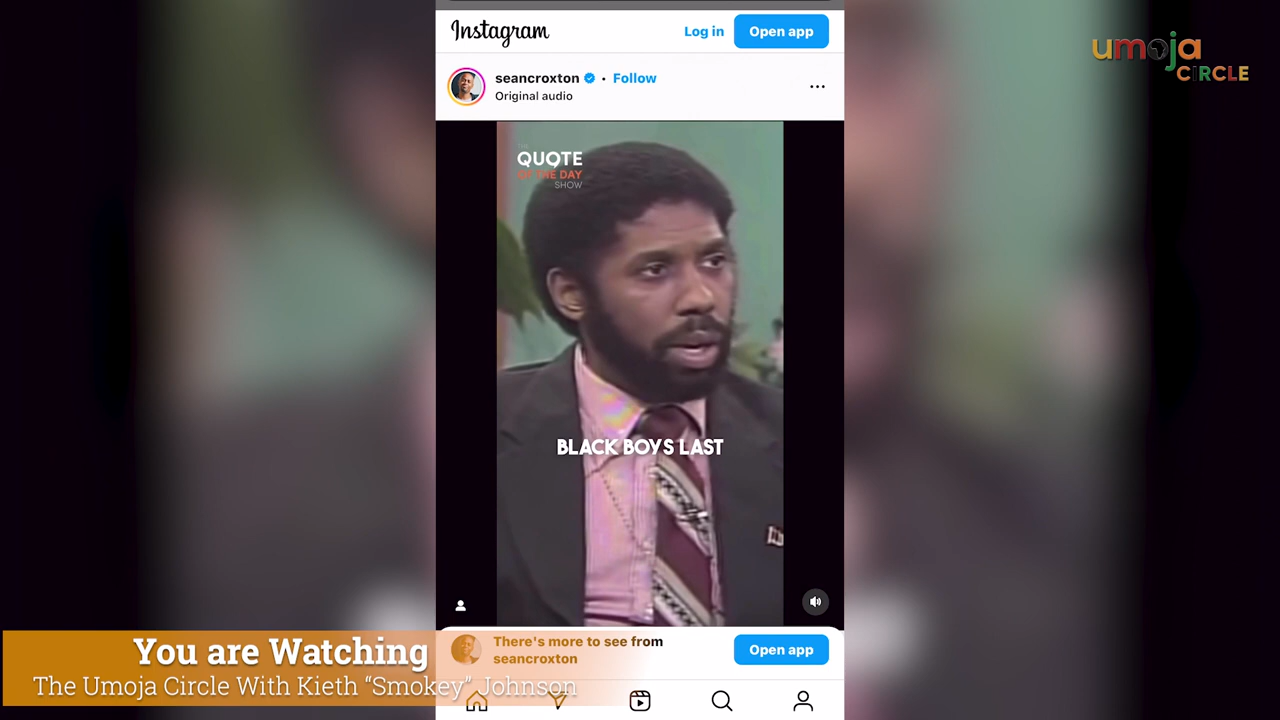 Instagram
Log in
Open app
umoja
CIRCLE
seancroxton • Follow
Original audio
THE
QUOTE
OF THE DAY
SHOW
BLACK BOYS LAST
There's more to see from
seancroxton
Open app
You are Watching
The Umoja Circle With Kieth “Smokey” Johnson